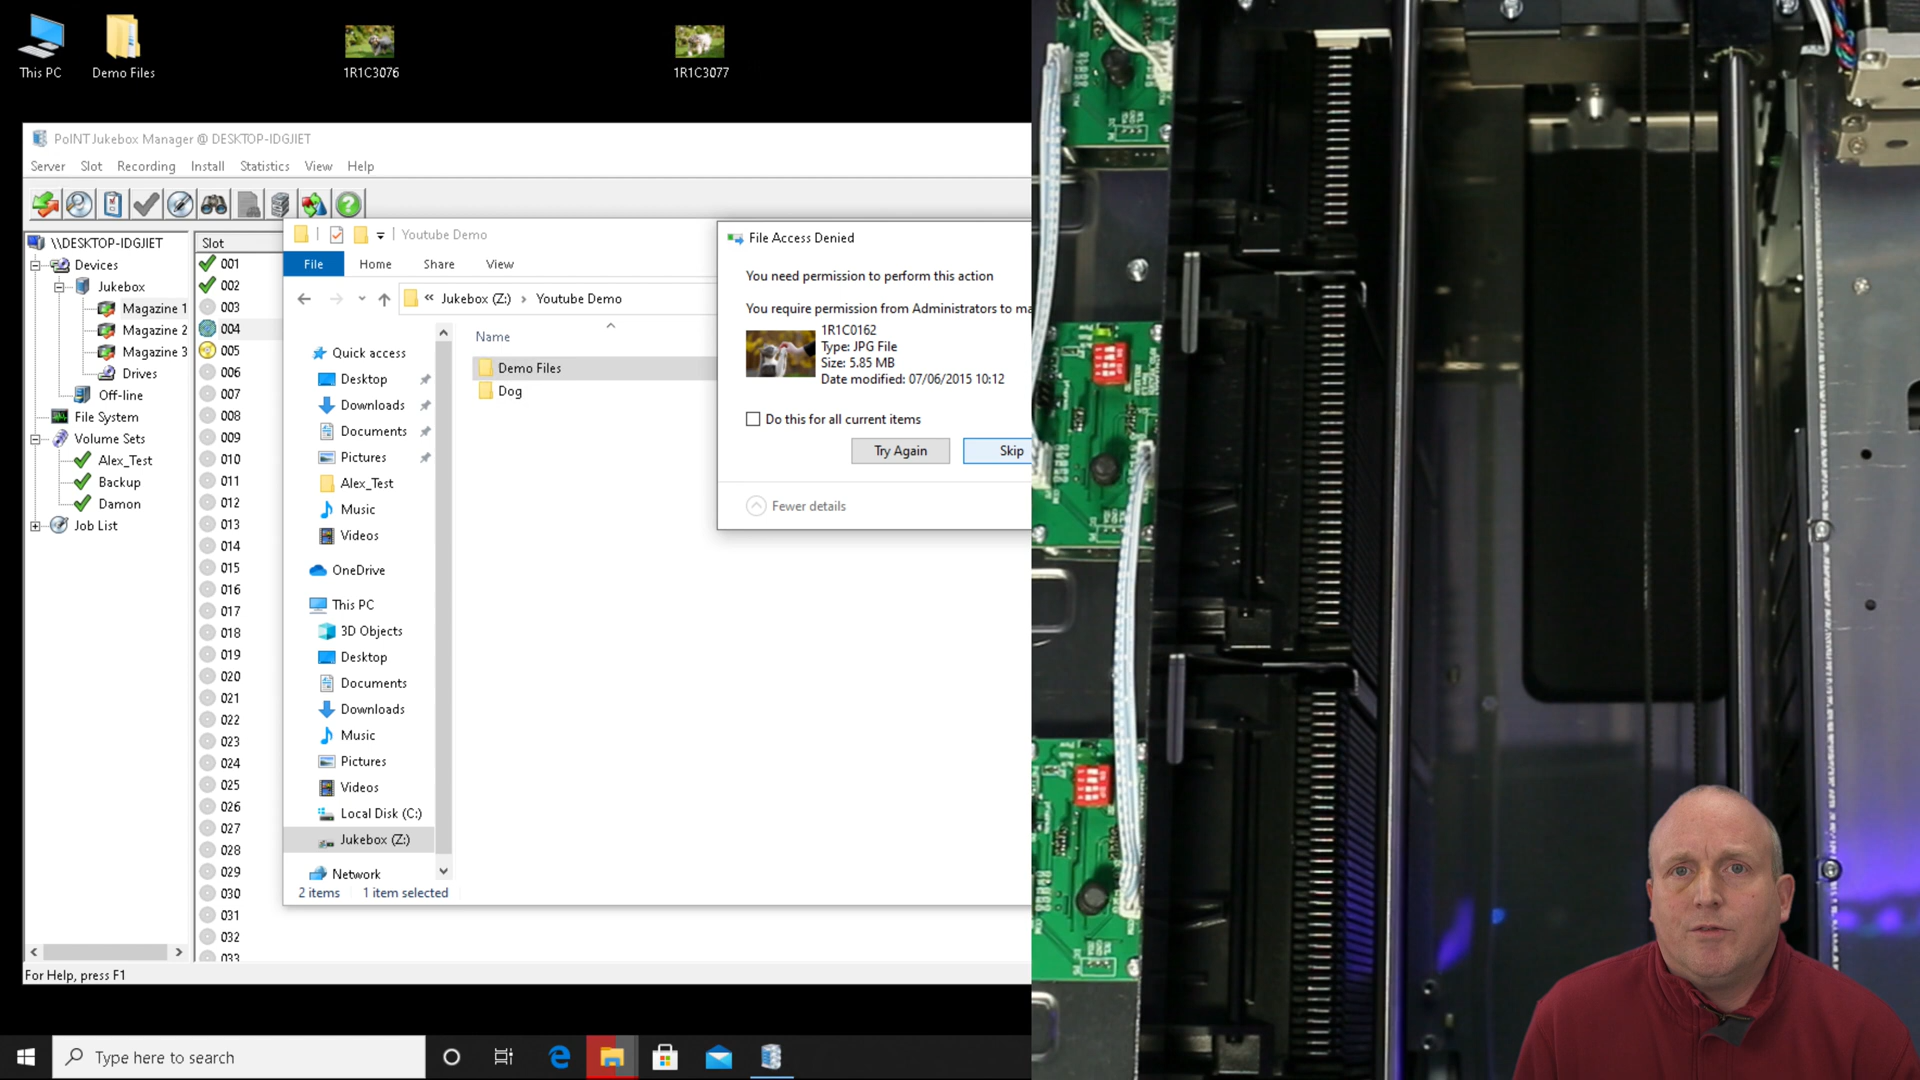 This PC
Demo Files
1R1C3076
1R1C3077
PoINT Jukebox Manager @ DESKTOP-IDGJIET
Server Slot Recording Install Statistics View Help
\\DESKTOP-IDGJIET
Devices
Jukebox
Magazine 1
Magazine 2
Magazine 3
Drives
Off-line
File System
Volume Sets
Alex_Test
Backup
Damon
Job List
Slot
001
002
003
004
005
006
007
008
009
010
011
012
013
014
015
016
017
018
019
020
021
022
023
024
025
026
027
028
029
030
031
032
033
Youtube Demo
File Home Share View
« Jukebox (Z:) › Youtube Demo
Quick access
Desktop
Downloads
Documents
Pictures
Alex_Test
Music
Videos
OneDrive
This PC
3D Objects
Desktop
Documents
Downloads
Music
Pictures
Videos
Local Disk (C:)
Jukebox (Z:)
Network
Name
Demo Files
Dog
2 items 1 item selected
File Access Denied
You need permission to perform this action
You require permission from Administrators to ma
1R1C0162
Type: JPG File
Size: 5.85 MB
Date modified: 07/06/2015 10:12
Do this for all current items
Try Again
Skip
Fewer details
For Help, press F1
Type here to search